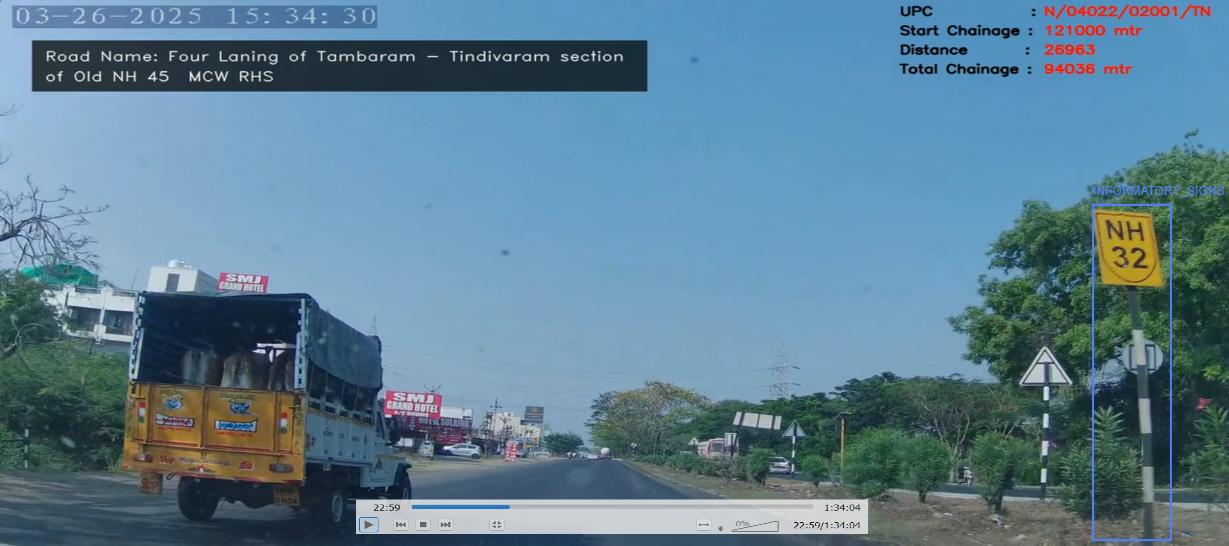 03-26-2025 15:34:30
Road Name: Four Laning of Tambaram – Tindivaram section
of Old NH 45 MCW RHS
UPC : N/04022/02001/TN
Start Chainage : 121000 mtr
Distance : 26963
Total Chainage : 94036 mtr
INFORMATORY_SIGNS
NH
32
SMJ
GRAND HOTEL
SMJ
GRAND HOTEL
22:59
1:34:04
0%
22:59/1:34:04